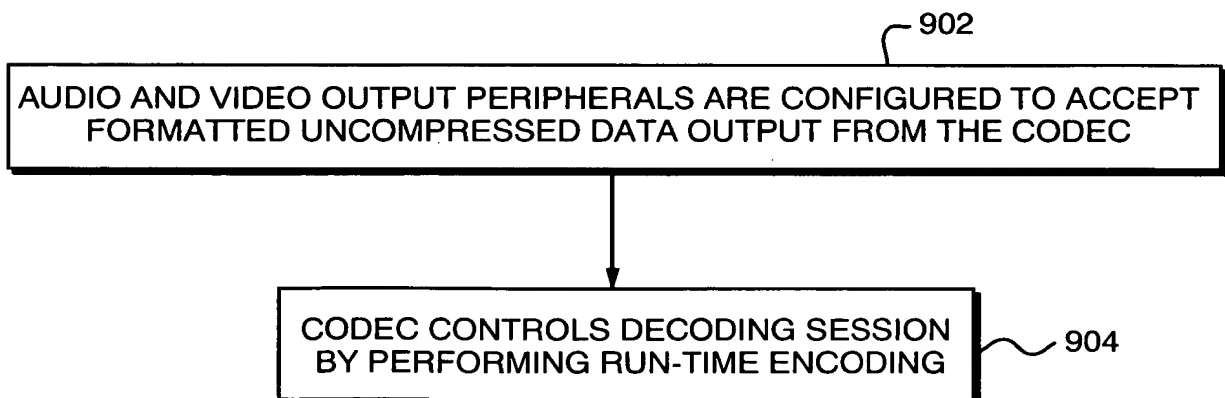 902
AUDIO AND VIDEO OUTPUT PERIPHERALS ARE CONFIGURED TO ACCEPT
FORMATTED UNCOMPRESSED DATA OUTPUT FROM THE CODEC
CODEC CONTROLS DECODING SESSION
BY PERFORMING RUN-TIME ENCODING
904